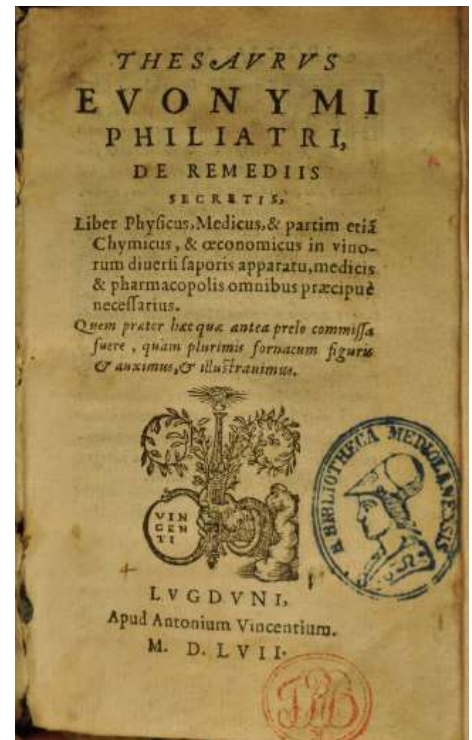 THESAVRVS
EVONYMI
PHILIATRI,
DE REMEDIIS
SECRETIS,
Liber Phyſicus, Medicus, & partim etiā
Chymicus, & œconomicus in vino-
rum diuerſi ſaporis apparatu, medicis
& pharmacopolis omnibus præcipuè
neceſſarius.
Quem præter hæc quæ antea prelo commiſſa
fuere, quàm plurimis fornacum figuris
& auximus, & illuſtrauimus.
VIN
CEN
TI
BIBLIOTHECA MEDIOLANENSIS
LVGDVNI,
Apud Antonium Vincentium.
M. D. LVII.